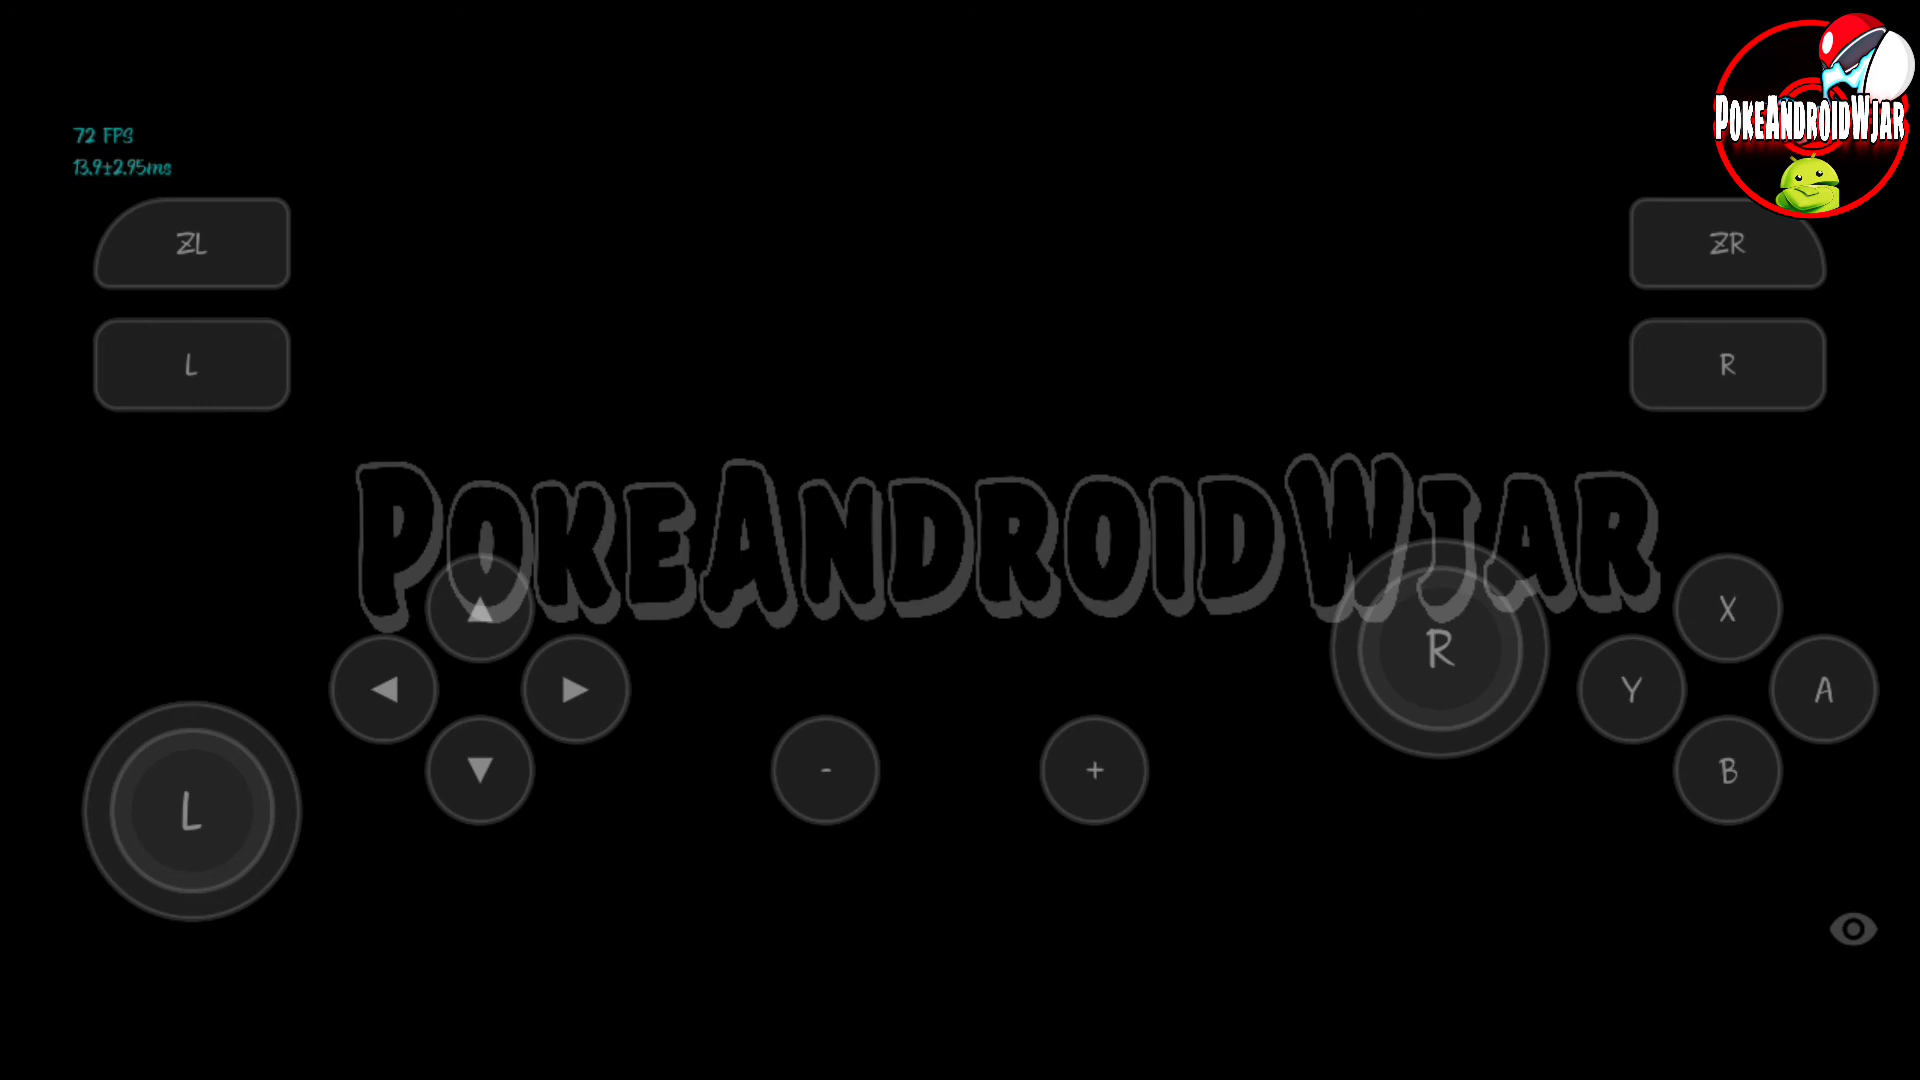 POKEANDROIDWJAR
72 FPS
13.9±2.95ms
ZL
ZR
L
R
POKEANDROIDWJAR
R
X
Y
A
-
+
B
L